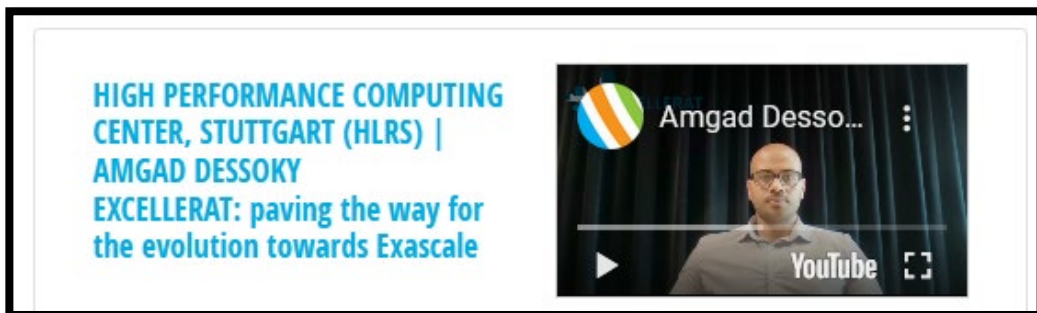 HIGH PERFORMANCE COMPUTING
CENTER, STUTTGART (HLRS) |
AMGAD DESSOKY
EXCELLERAT: paving the way for
the evolution towards Exascale
Amgad Desso...
YouTube